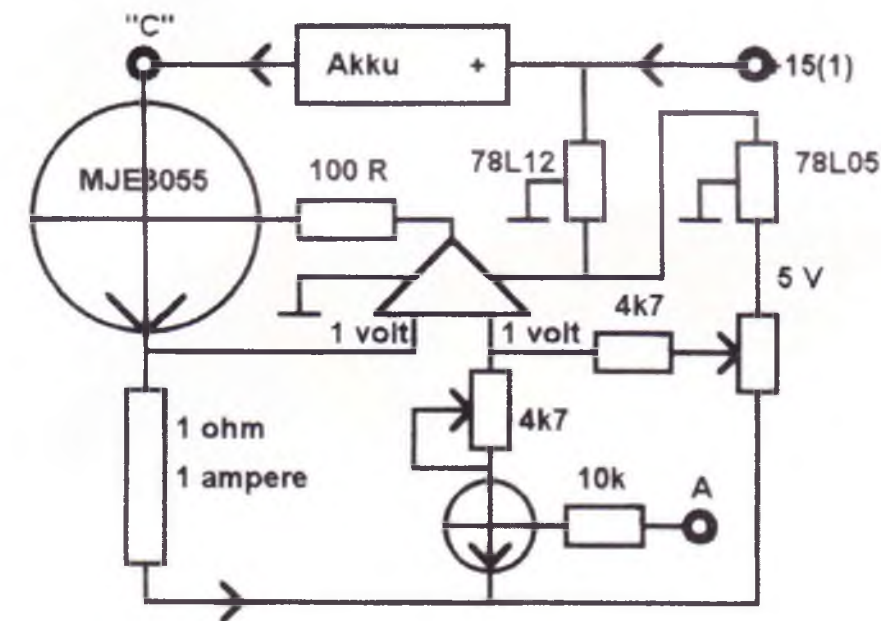 "C"
Akku +
+15(1)
MJE3055
100 R
78L12
78L05
5 V
1 volt
1 volt
4k7
1 ohm
1 ampere
4k7
10k
A